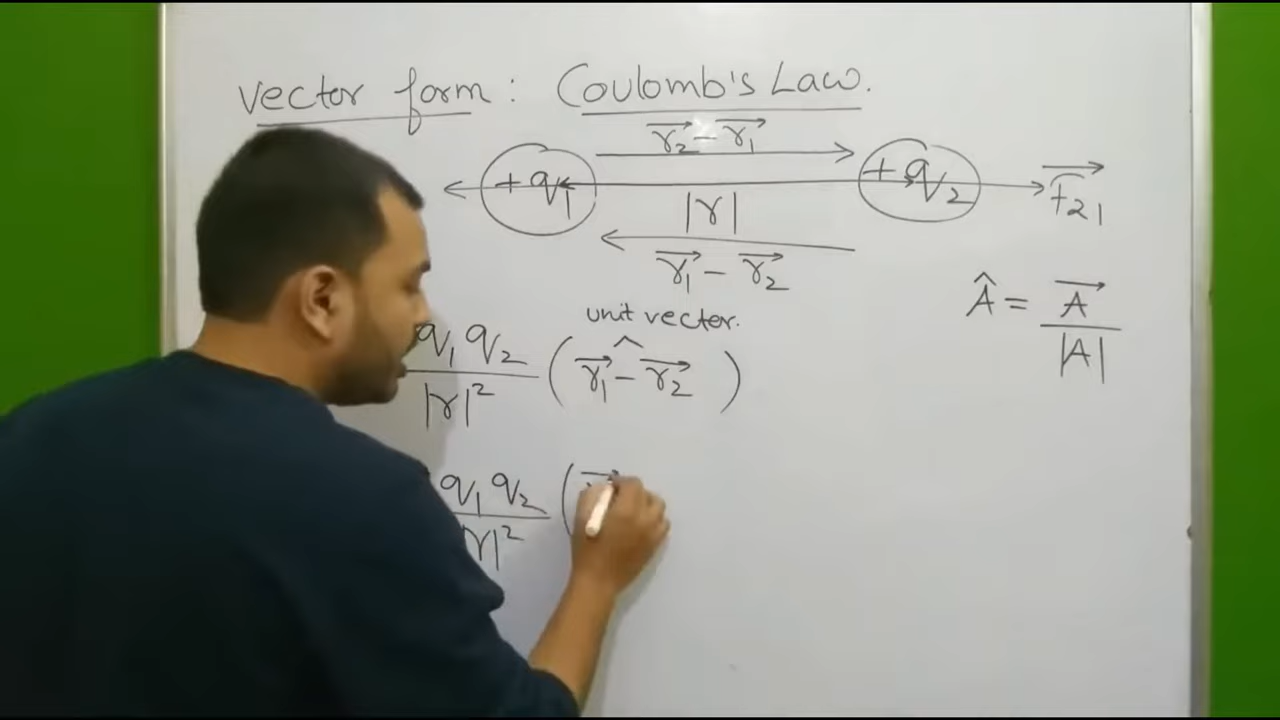 vector form : Coulomb's Law.
r₂ - r₁
+ q₁ + q₂ F₂₁
|r|
r₁ - r₂
unit vector.
 = A / |A|
q₁ q₂ / |r|² ( r₁ - r₂ )
q₁ q₂ / |r|² (